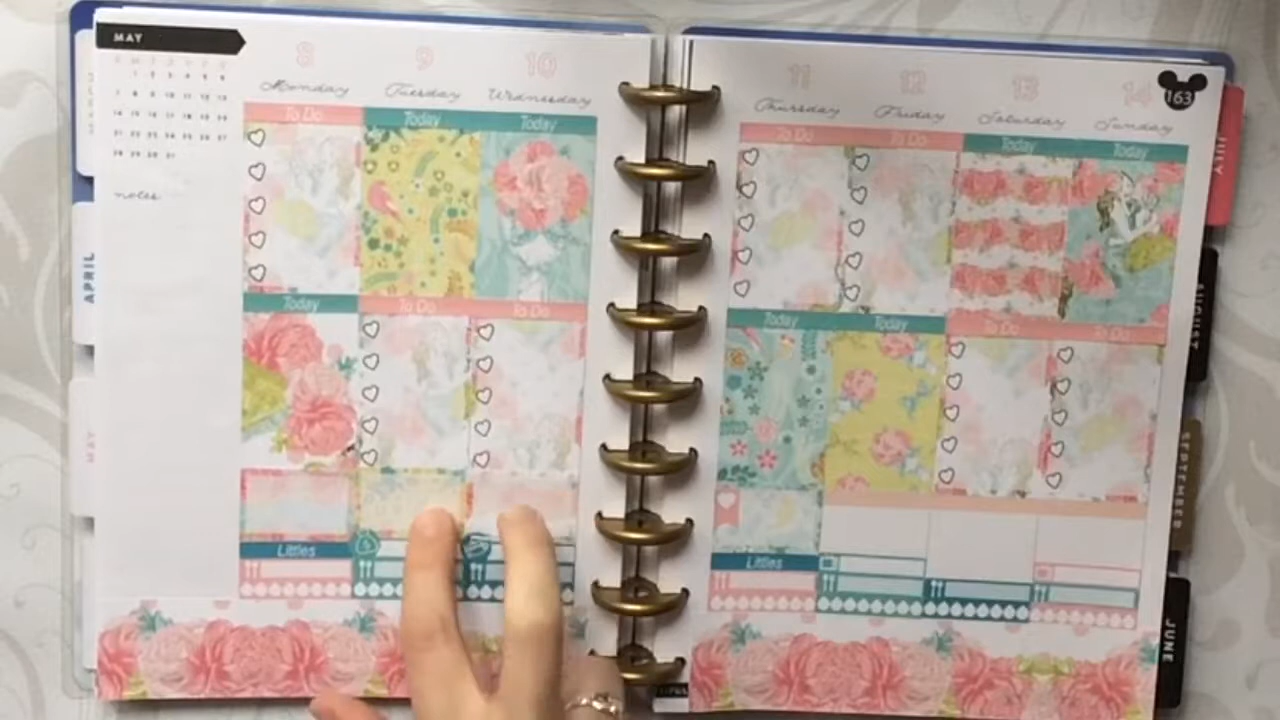 MAY
8 9 10
Monday Tuesday Wednesday
To Do Today Today
notes
APRIL
MAY
Today To Do To Do
Littles
11 12 13 14
Thursday Friday Saturday Sunday
163
To Do To Do Today Today
Today Today To Do To Do
Littles
JULY
AUGUST
SEPTEMBER
JUNE